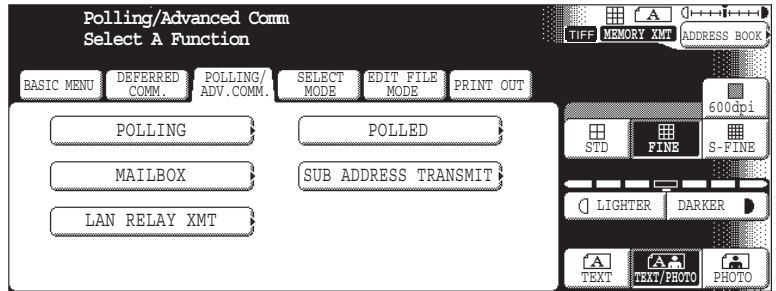 Polling/Advanced Comm
Select A Function
TIFF MEMORY XMT ADDRESS BOOK
BASIC MENU
DEFERRED COMM.
POLLING/ ADV.COMM.
SELECT MODE
EDIT FILE MODE
PRINT OUT
600dpi
POLLING
POLLED
STD
FINE
S-FINE
MAILBOX
SUB ADDRESS TRANSMIT
LIGHTER
DARKER
LAN RELAY XMT
TEXT
TEXT/PHOTO
PHOTO